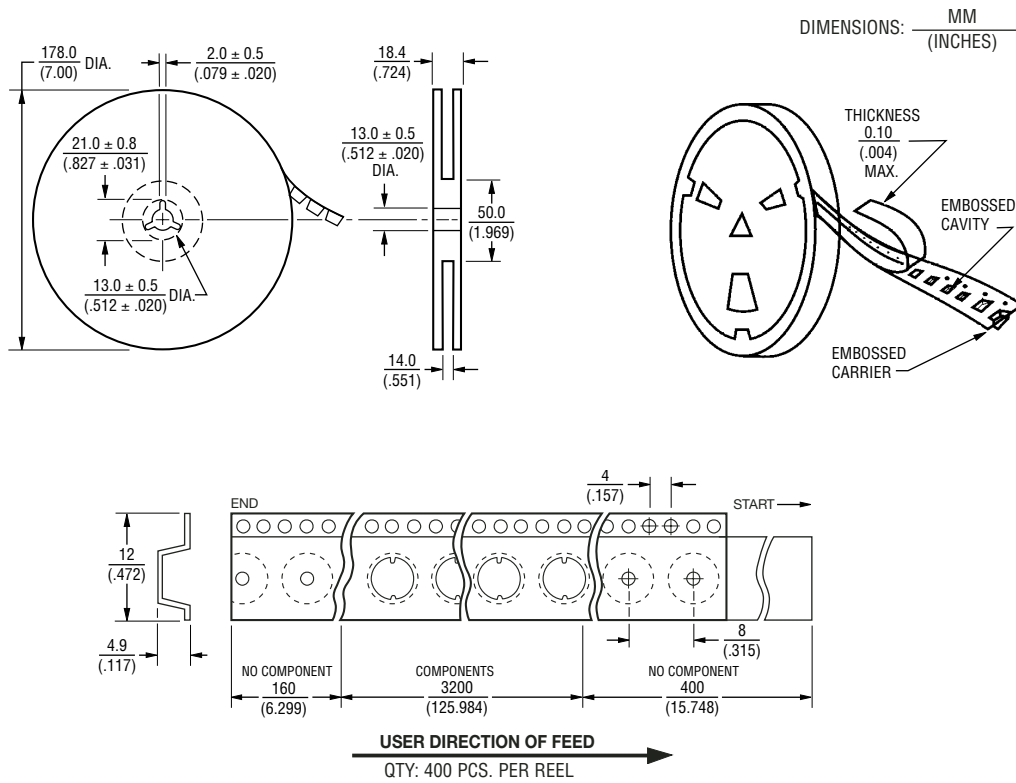 DIMENSIONS: MM
(INCHES)
178.0
(7.00) DIA.
2.0 ± 0.5
(.079 ± .020)
21.0 ± 0.8
(.827 ± .031)
13.0 ± 0.5
(.512 ± .020) DIA.
18.4
(.724)
13.0 ± 0.5
(.512 ± .020)
DIA.
50.0
(1.969)
14.0
(.551)
THICKNESS
0.10
(.004)
MAX.
EMBOSSED
CAVITY
EMBOSSED
CARRIER
4
(.157)
END
START
12
(.472)
4.9
(.117)
8
(.315)
NO COMPONENT
160
(6.299)
COMPONENTS
3200
(125.984)
NO COMPONENT
400
(15.748)
USER DIRECTION OF FEED
QTY: 400 PCS. PER REEL